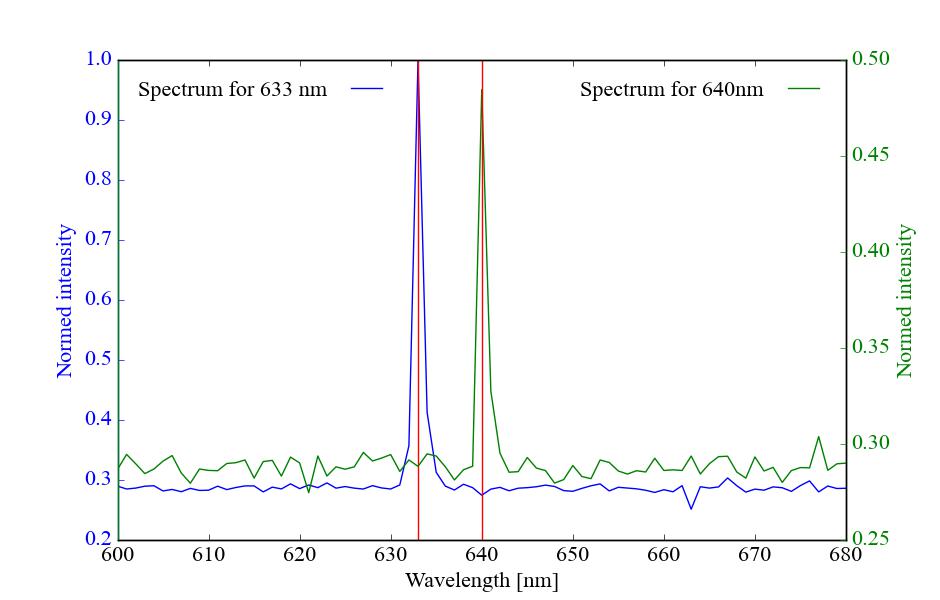 1.0
0.9
0.8
0.7
0.6
0.5
0.4
0.3
0.2
Normed intensity
Spectrum for 633 nm
Spectrum for 640nm
0.50
0.45
0.40
0.35
0.30
0.25
Normed intensity
600 610 620 630 640 650 660 670 680
Wavelength [nm]